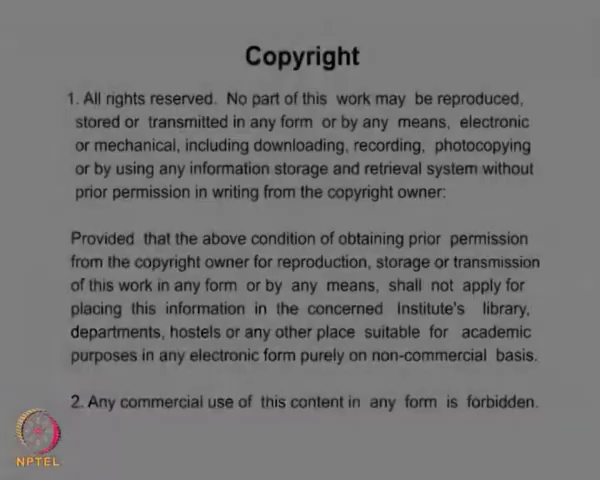 Copyright
1. All rights reserved. No part of this work may be reproduced,
stored or transmitted in any form or by any means, electronic
or mechanical, including downloading, recording, photocopying
or by using any information storage and retrieval system without
prior permission in writing from the copyright owner:
Provided that the above condition of obtaining prior permission
from the copyright owner for reproduction, storage or transmission
of this work in any form or by any means, shall not apply for
placing this information in the concerned Institute's library,
departments, hostels or any other place suitable for academic
purposes in any electronic form purely on non-commercial basis.
2. Any commercial use of this content in any form is forbidden.
NPTEL